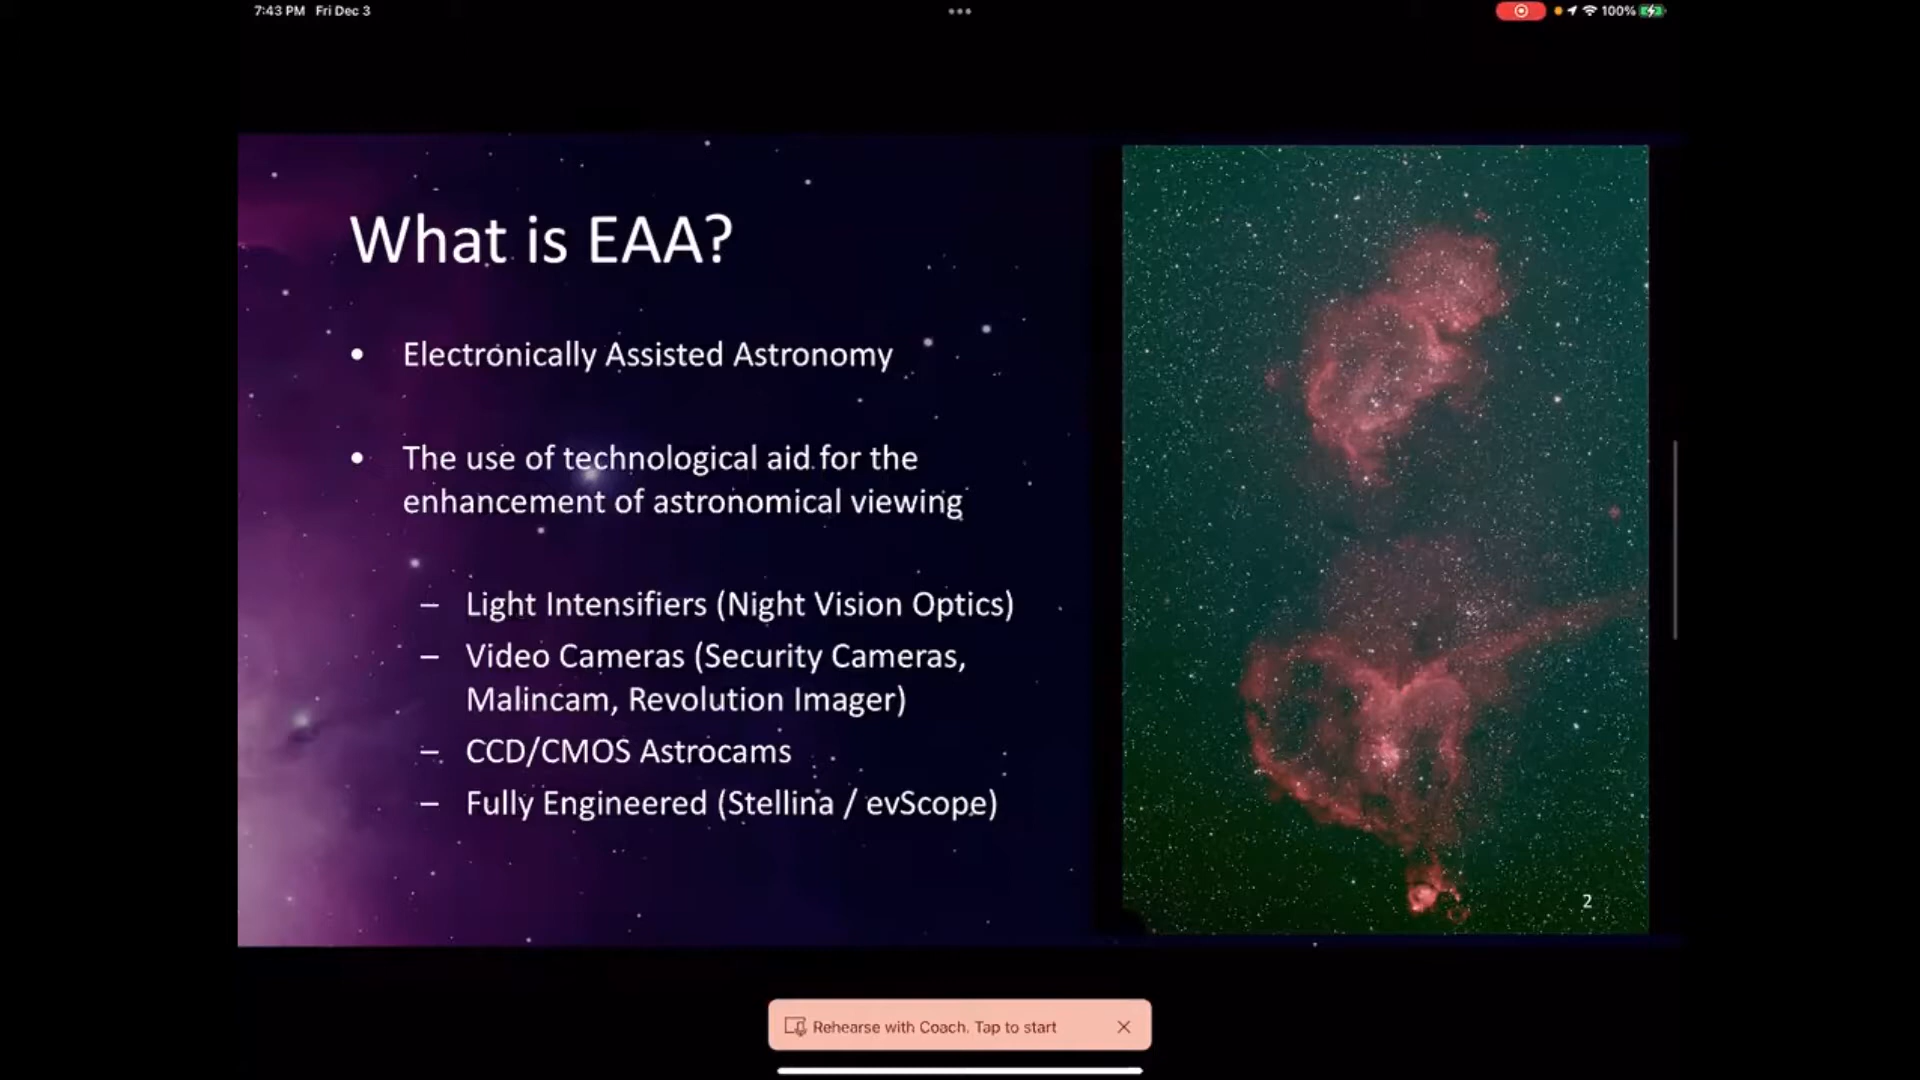 7:43 PM Fri Dec 3
100%
What is EAA?
• Electronically Assisted Astronomy
• The use of technological aid for the
enhancement of astronomical viewing
– Light Intensifiers (Night Vision Optics)
– Video Cameras (Security Cameras,
Malincam, Revolution Imager)
– CCD/CMOS Astrocams
– Fully Engineered (Stellina / evScope)
2
Rehearse with Coach. Tap to start